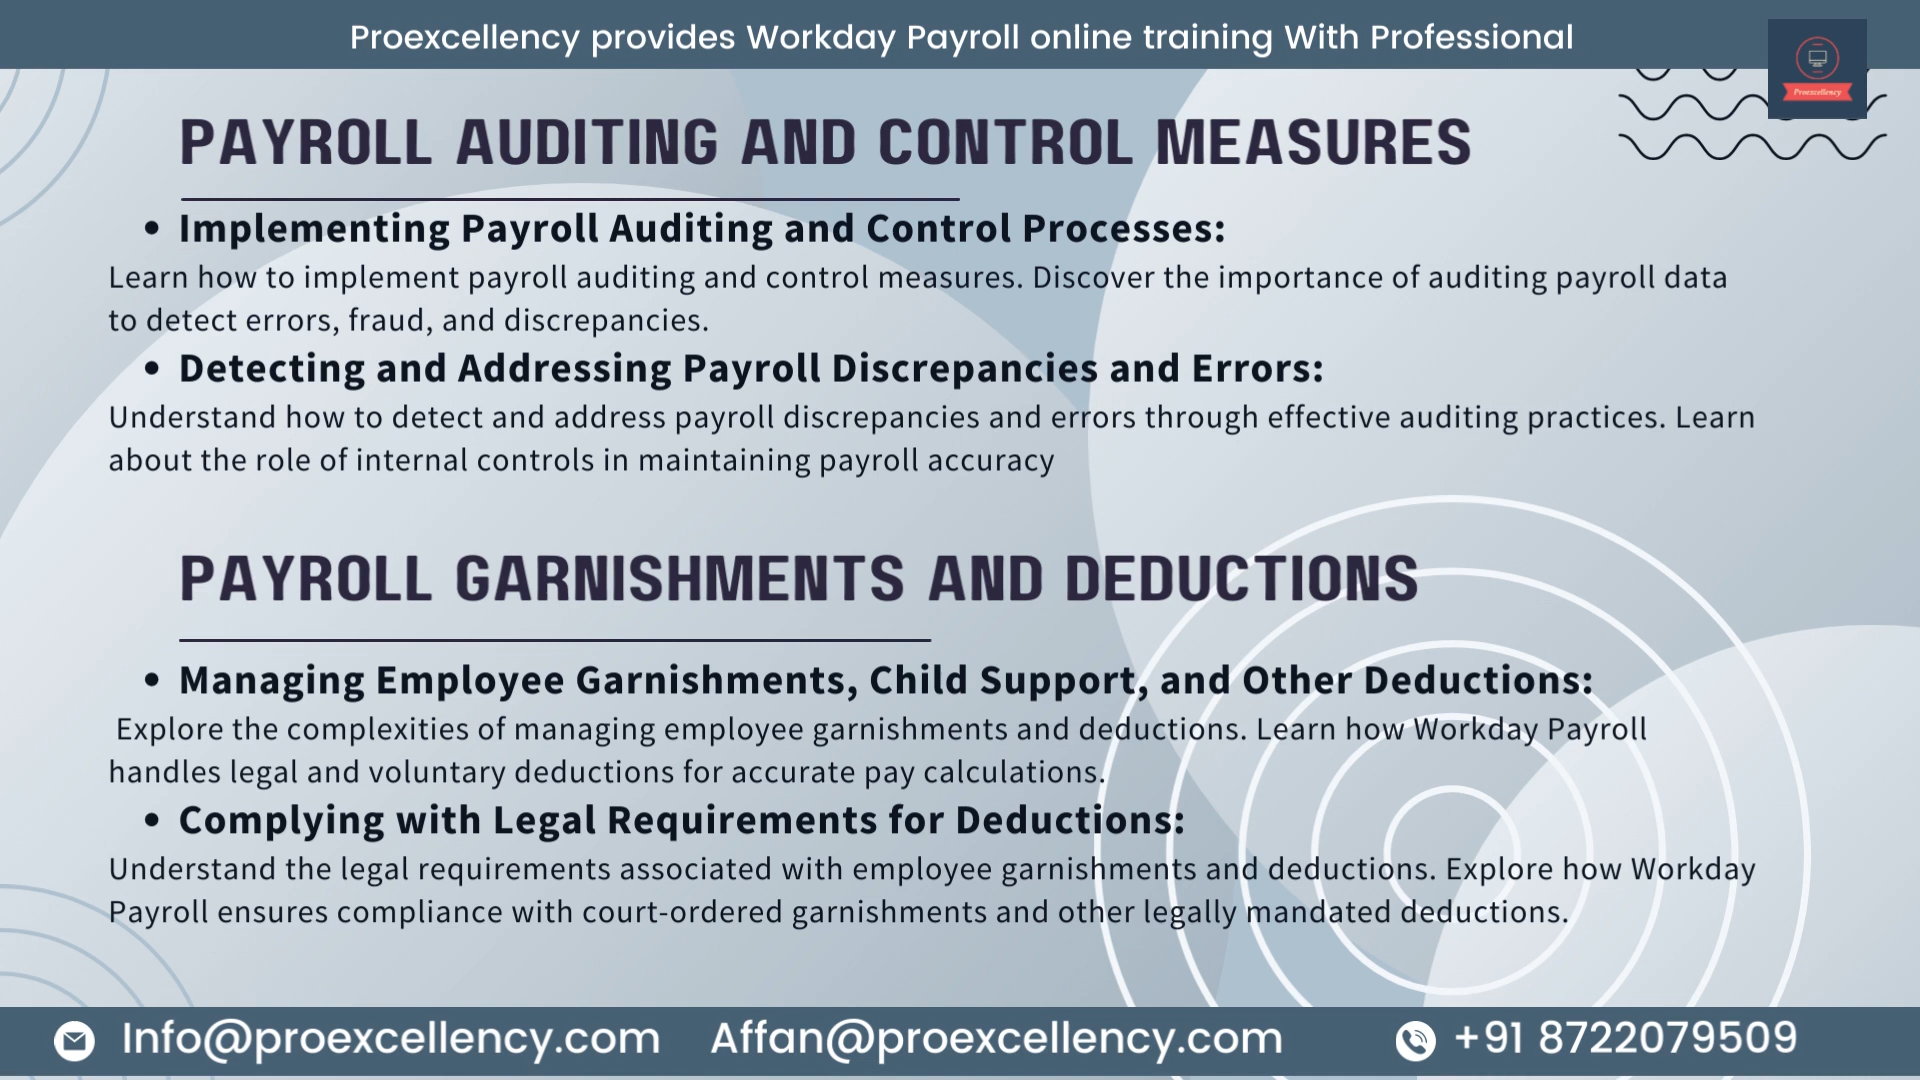 Proexcellency provides Workday Payroll online training With Professional
Proexcellency
PAYROLL AUDITING AND CONTROL MEASURES
• Implementing Payroll Auditing and Control Processes:
Learn how to implement payroll auditing and control measures. Discover the importance of auditing payroll data
to detect errors, fraud, and discrepancies.
• Detecting and Addressing Payroll Discrepancies and Errors:
Understand how to detect and address payroll discrepancies and errors through effective auditing practices. Learn
about the role of internal controls in maintaining payroll accuracy
PAYROLL GARNISHMENTS AND DEDUCTIONS
• Managing Employee Garnishments, Child Support, and Other Deductions:
Explore the complexities of managing employee garnishments and deductions. Learn how Workday Payroll
handles legal and voluntary deductions for accurate pay calculations.
• Complying with Legal Requirements for Deductions:
Understand the legal requirements associated with employee garnishments and deductions. Explore how Workday
Payroll ensures compliance with court-ordered garnishments and other legally mandated deductions.
Info@proexcellency.com Affan@proexcellency.com +91 8722079509